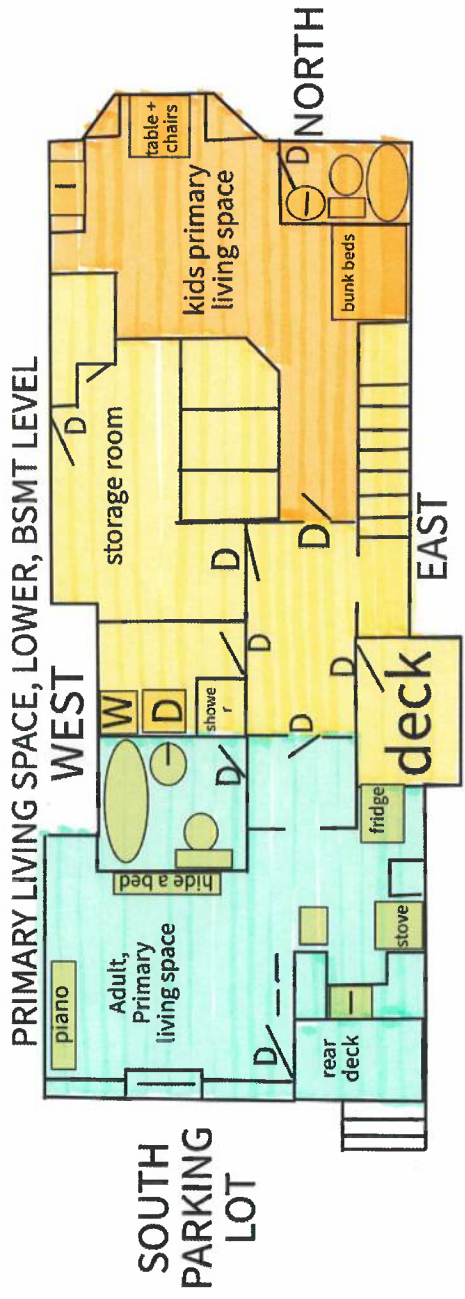 PRIMARY LIVING SPACE, LOWER, BSMT LEVEL
WEST
SOUTH
PARKING
LOT
piano
Adult,
Primary
living space
hide a bed
D
rear
deck
stove
fridge
D
W
D
showe
r
D
D
D
deck
D
storage room
D
D
EAST
kids primary
living space
table +
chairs
bunk beds
D
NORTH